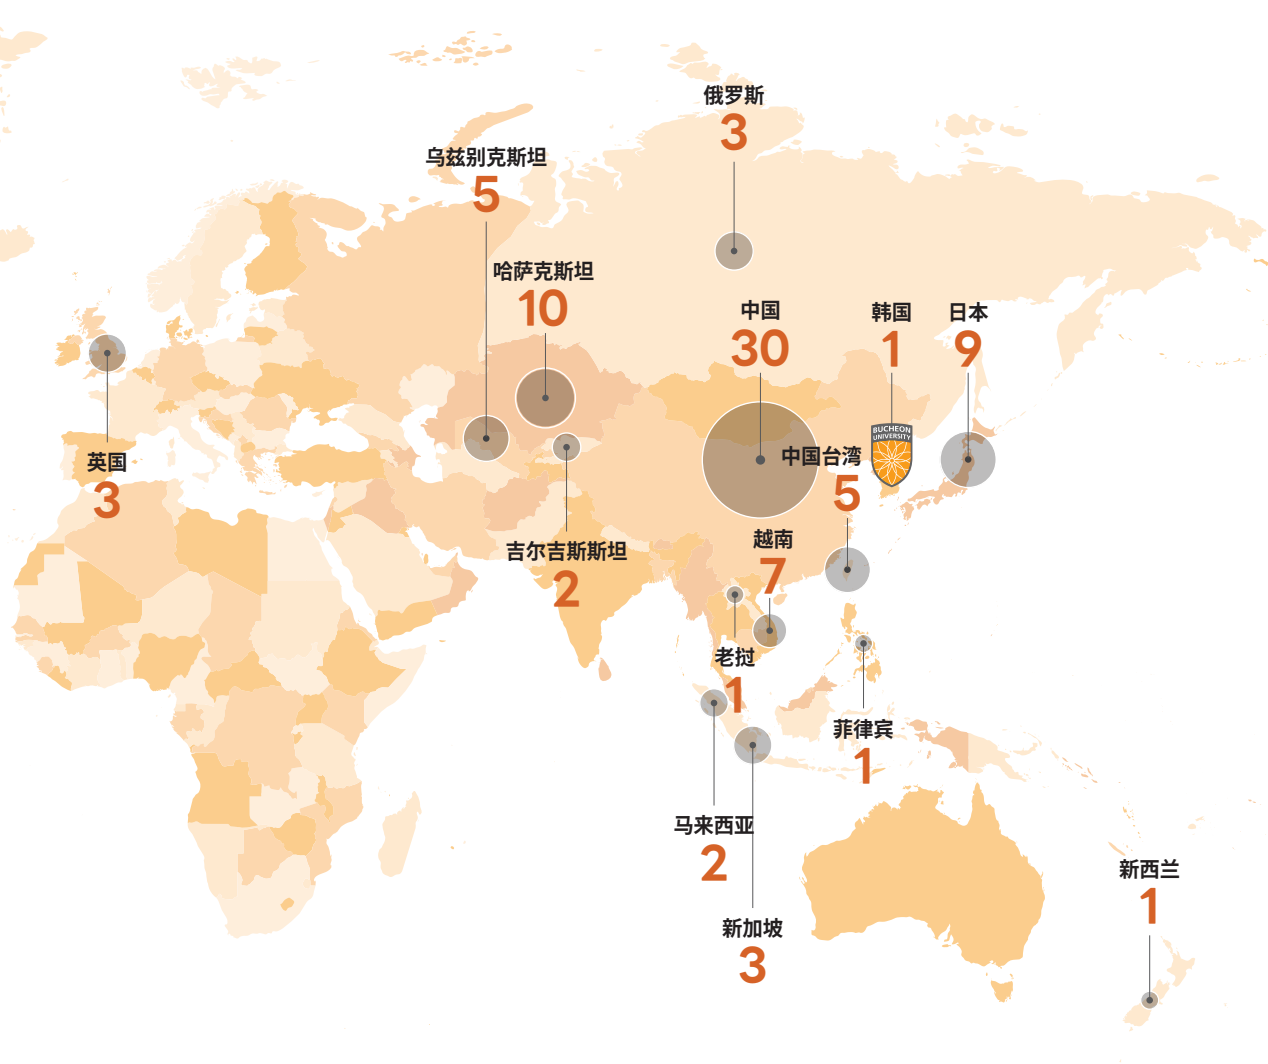 俄罗斯
3
乌兹别克斯坦
5
哈萨克斯坦
10
中国
30
韩国
1
日本
9
BUCHEON
UNIVERSITY
英国
3
中国台湾
5
吉尔吉斯斯坦
2
越南
7
老挝
1
菲律宾
1
马来西亚
2
新加坡
3
新西兰
1